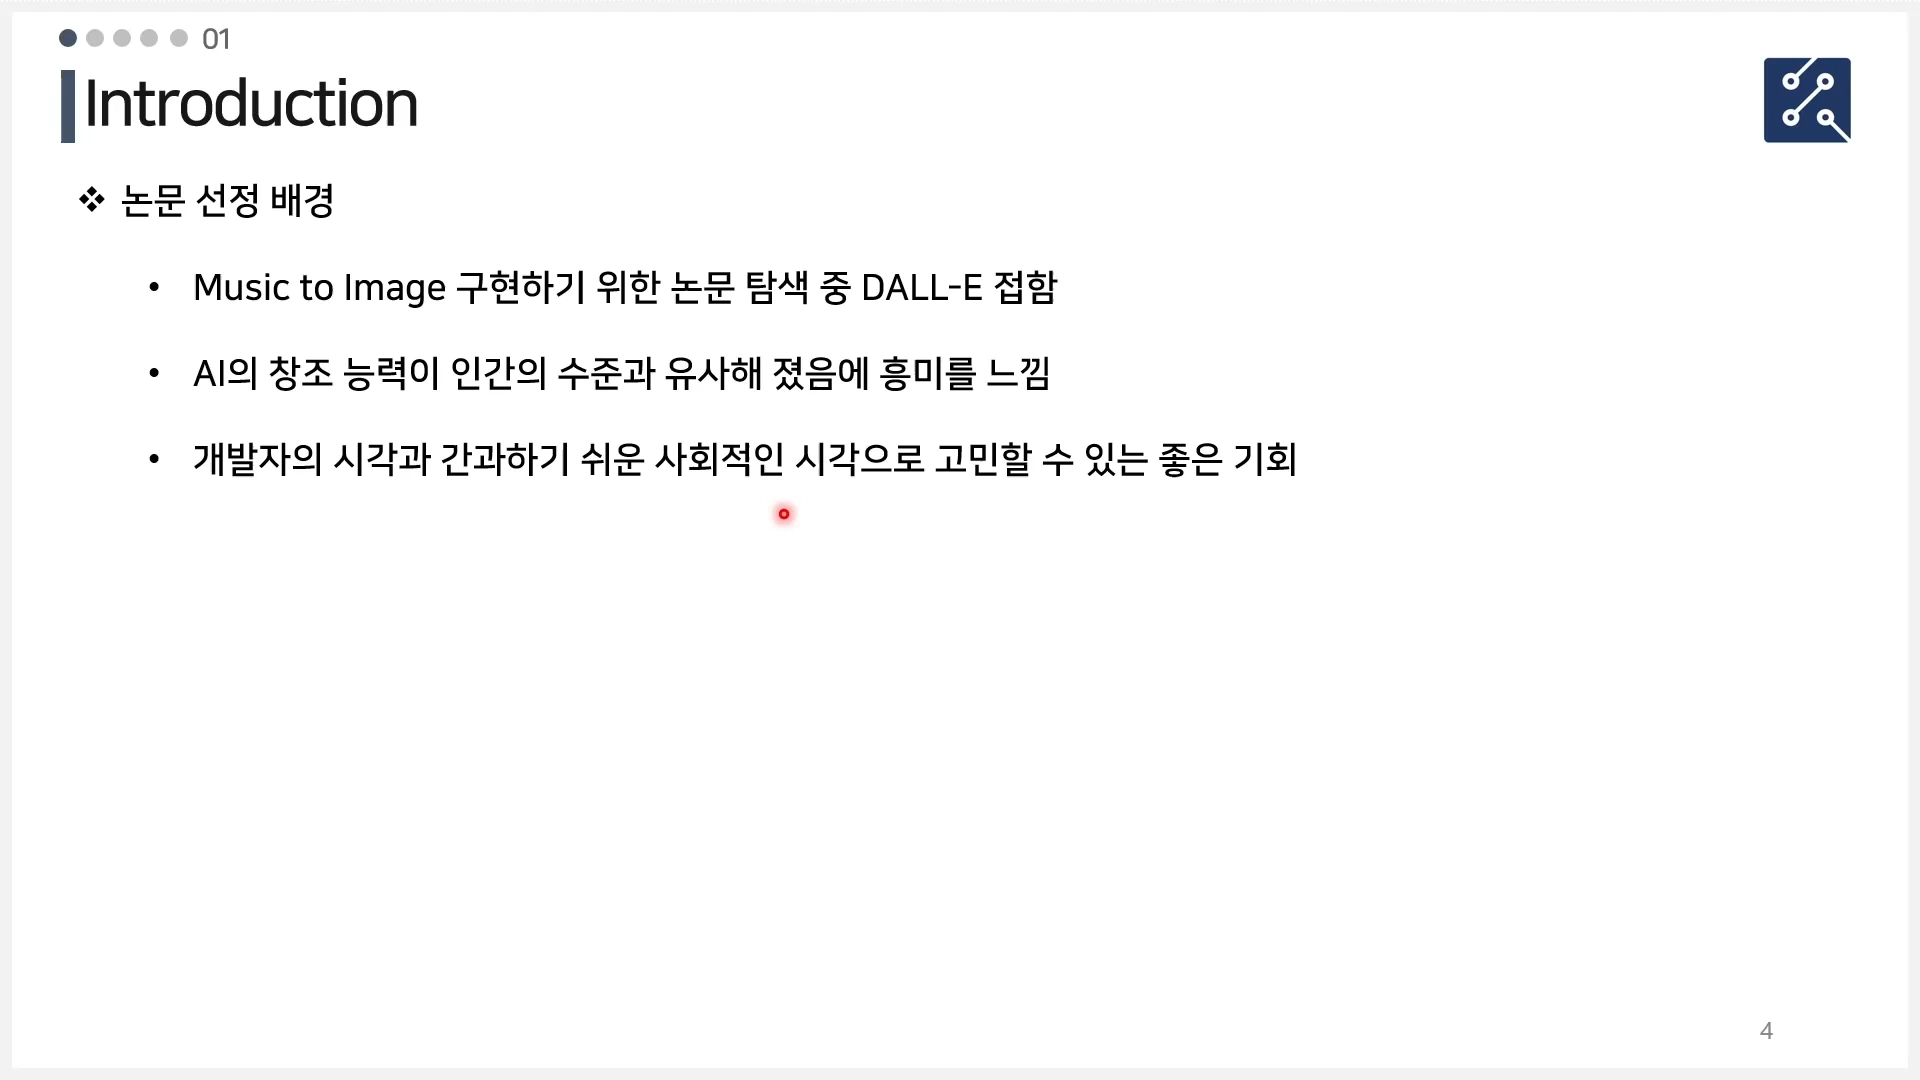 01
Introduction
❖ 논문 선정 배경
• Music to Image 구현하기 위한 논문 탐색 중 DALL-E 접함
• AI의 창조 능력이 인간의 수준과 유사해 졌음에 흥미를 느낌
• 개발자의 시각과 간과하기 쉬운 사회적인 시각으로 고민할 수 있는 좋은 기회
4